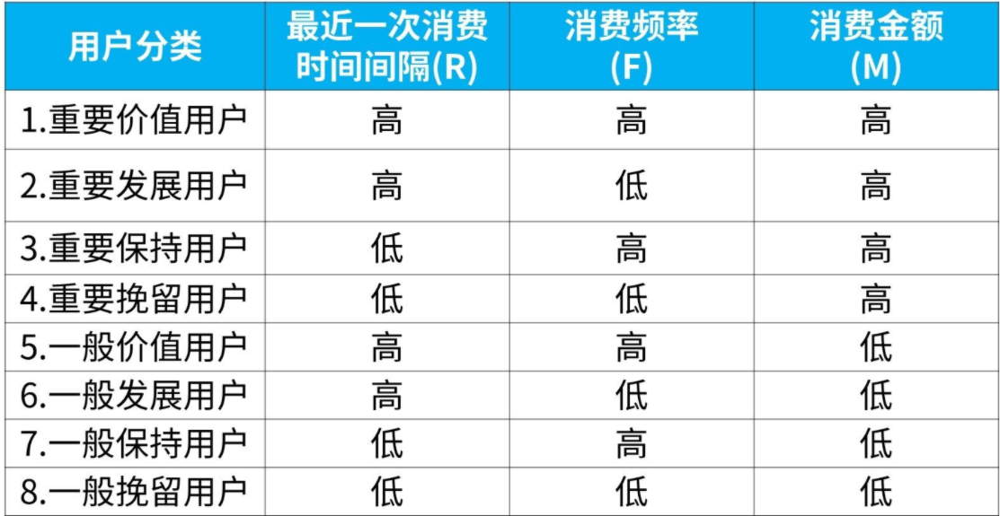 用户分类 最近一次消费 消费频率 消费金额
时间间隔(R) (F) (M)
1.重要价值用户 高 高 高
2.重要发展用户 高 低 高
3.重要保持用户 低 高 高
4.重要挽留用户 低 低 高
5.一般价值用户 高 高 低
6.一般发展用户 高 低 低
7.一般保持用户 低 高 低
8.一般挽留用户 低 低 低